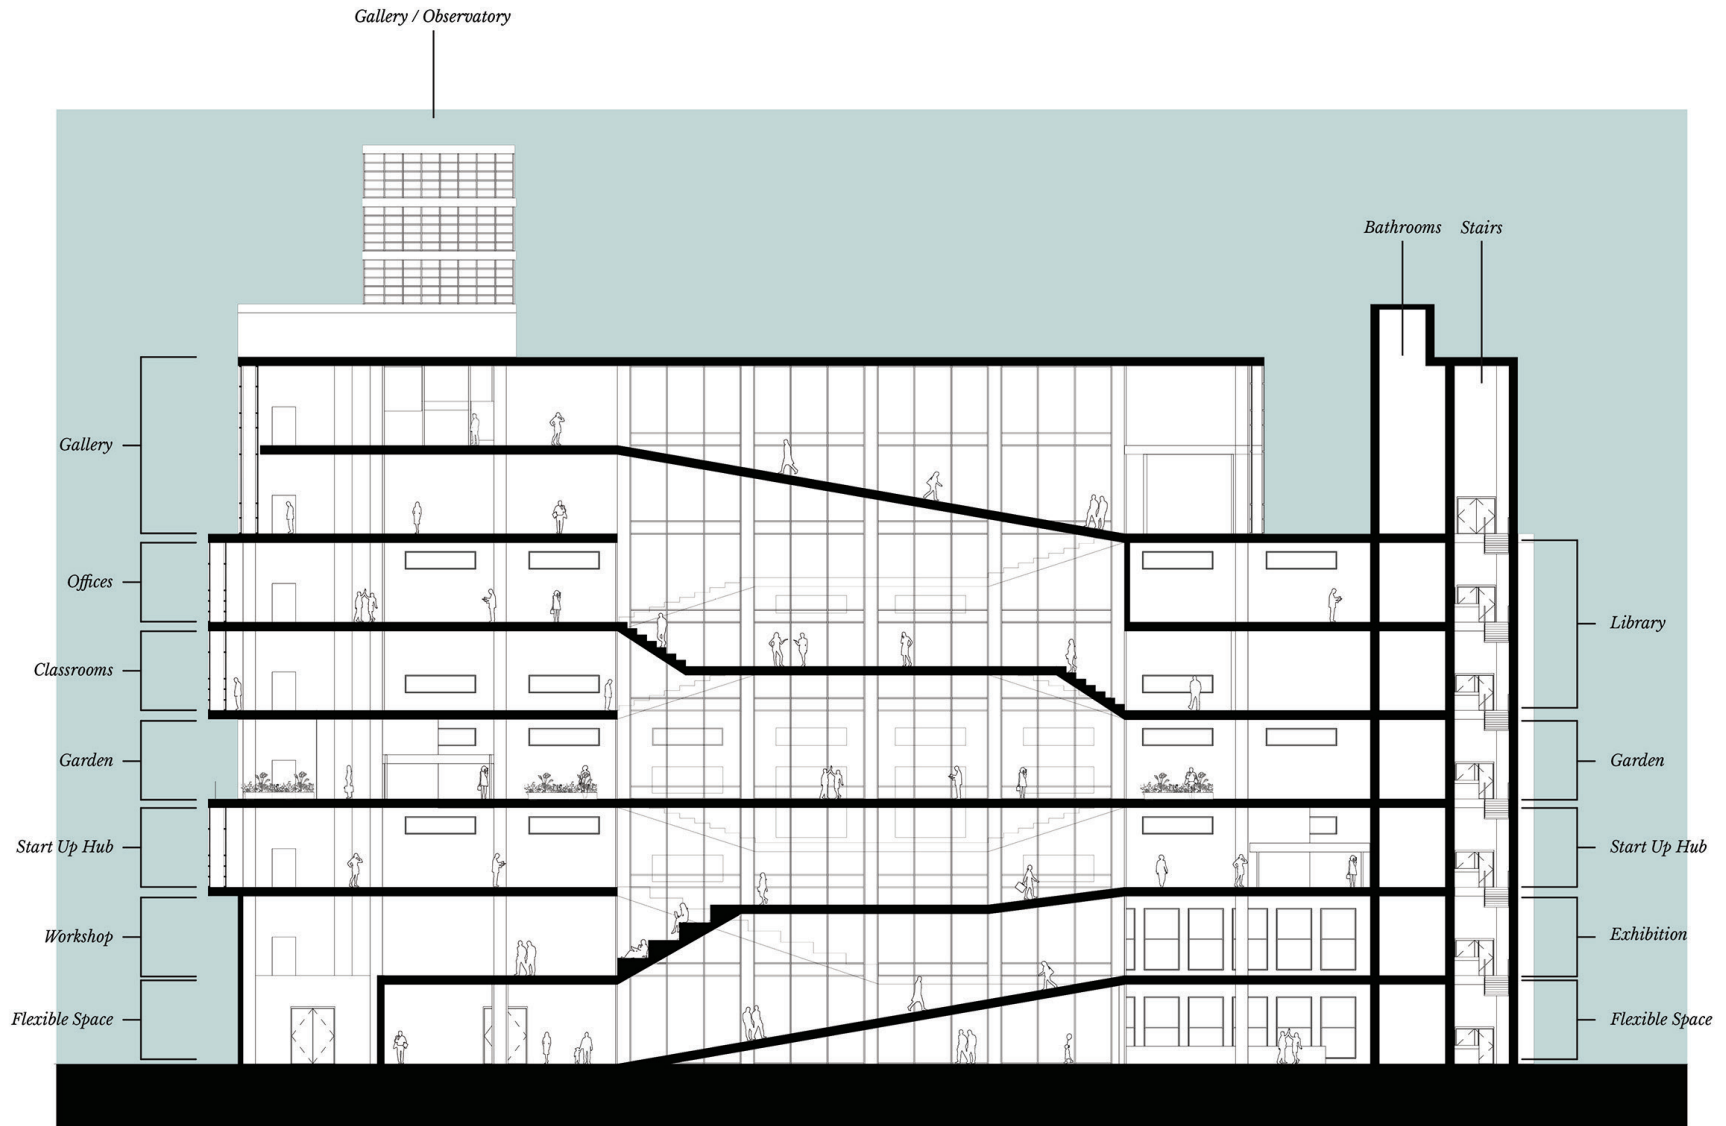 Gallery / Observatory
Bathrooms
Stairs
Gallery
Offices
Classrooms
Garden
Start Up Hub
Workshop
Flexible Space
Library
Garden
Start Up Hub
Exhibition
Flexible Space